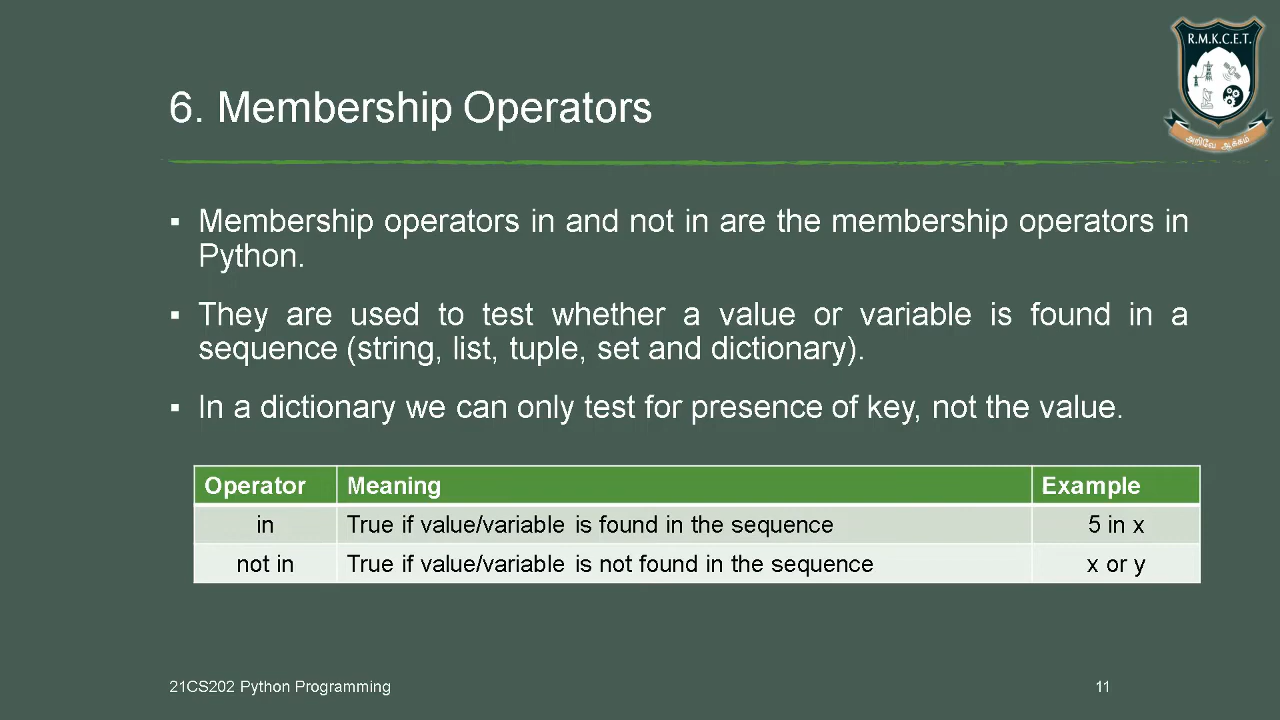 R.M.K.C.E.T.
அறிவே ஆக்கம்
6. Membership Operators
▪ Membership operators in and not in are the membership operators in
Python.
▪ They are used to test whether a value or variable is found in a
sequence (string, list, tuple, set and dictionary).
▪ In a dictionary we can only test for presence of key, not the value.
Operator Meaning Example
in True if value/variable is found in the sequence 5 in x
not in True if value/variable is not found in the sequence x or y
21CS202 Python Programming 11